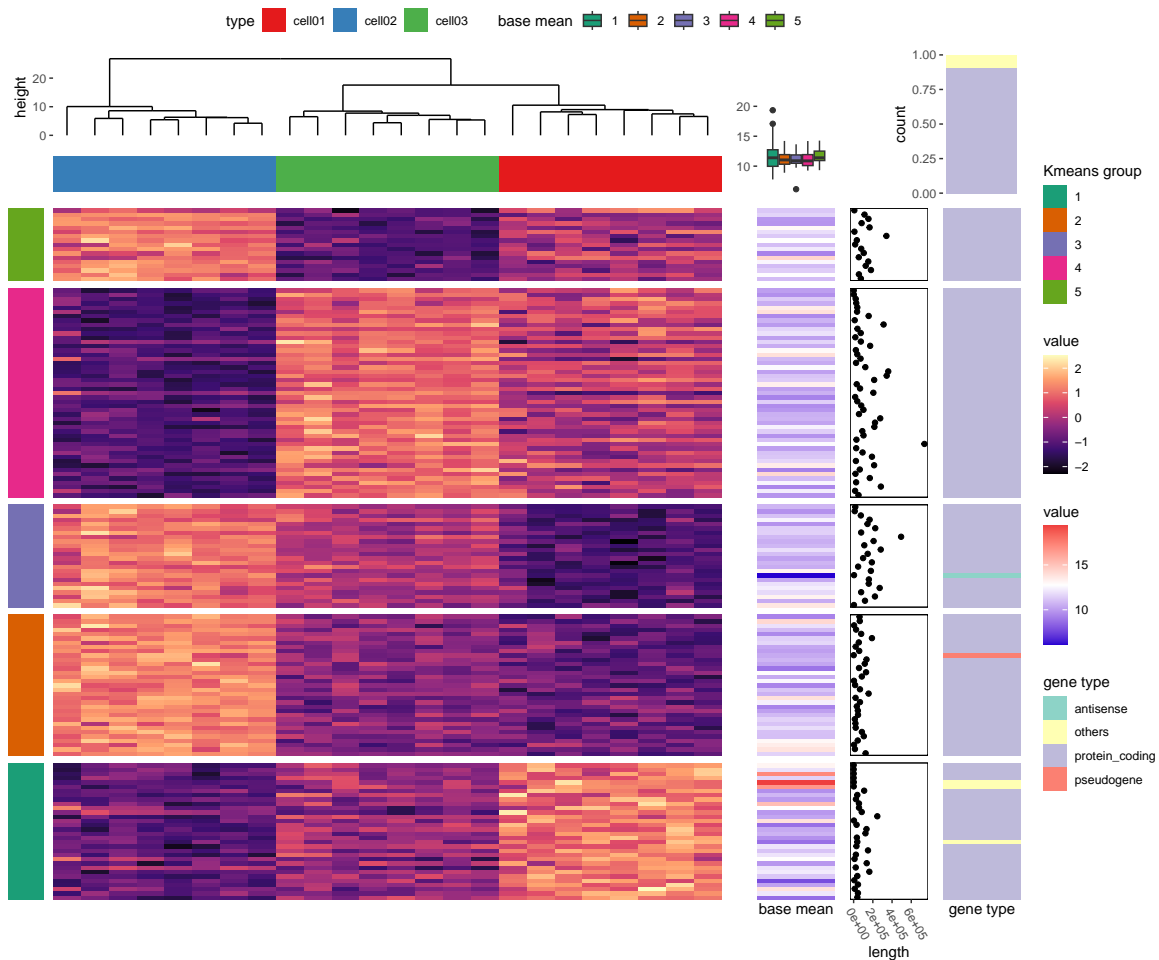 type cell01 cell02 cell03 base mean 1 2 3 4 5
height
20
10
0
20
15
10
count
1.00
0.75
0.50
0.25
0.00
Kmeans group
1
2
3
4
5
value
2
1
0
−1
−2
value
15
10
gene type
antisense
others
protein_coding
pseudogene
base mean
0e+00
2e+05
4e+05
6e+05
length
gene type